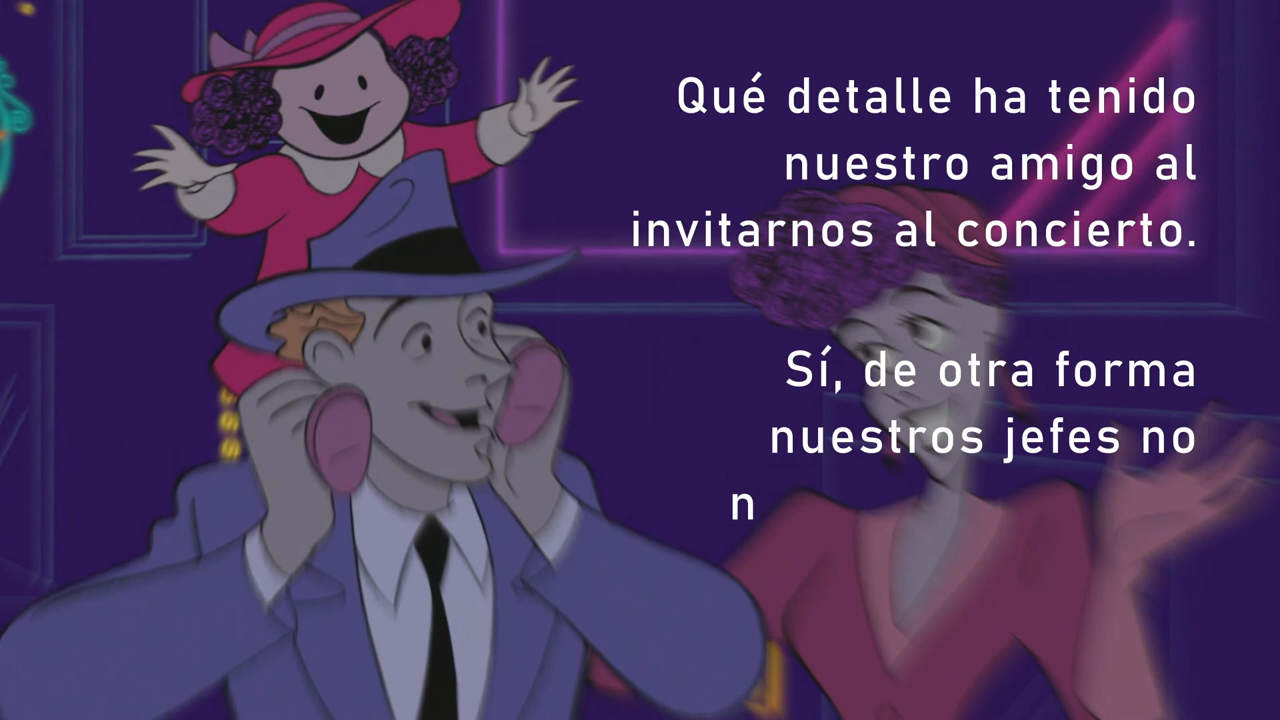 Qué detalle ha tenido
nuestro amigo al
invitarnos al concierto.
Sí, de otra forma
nuestros jefes no
n